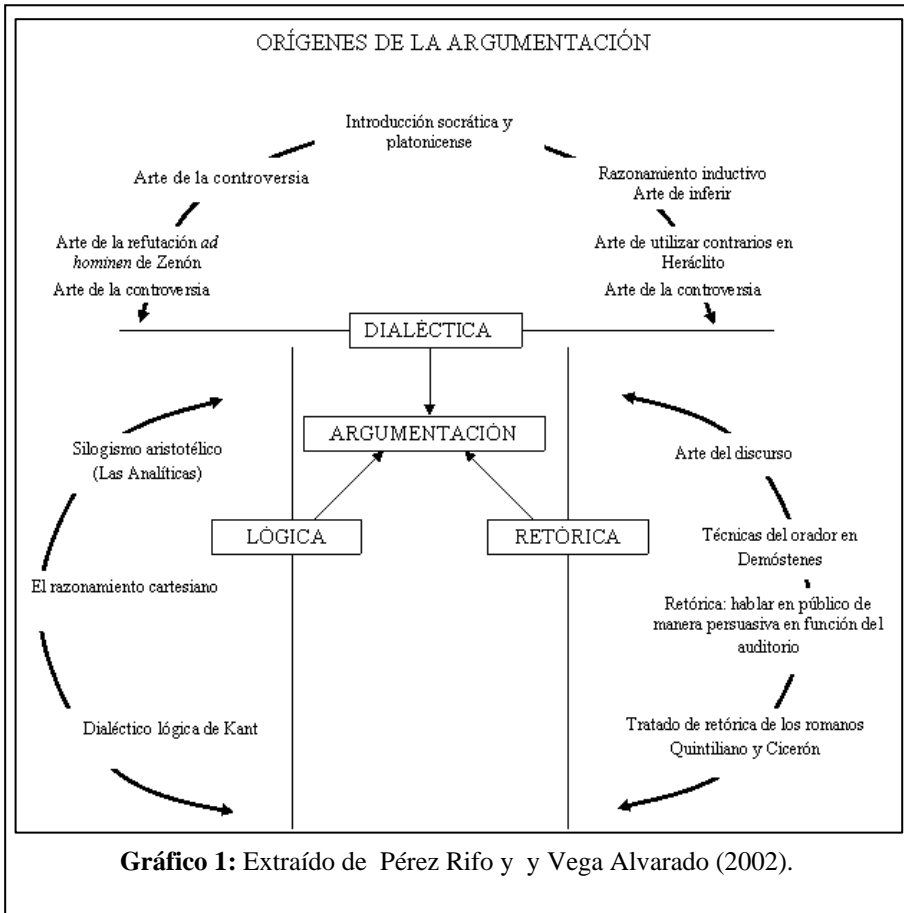 ORÍGENES DE LA ARGUMENTACIÓN
Introducción socrática y
platonicense
Arte de la controversia
Razonamiento inductivo
Arte de inferir
Arte de la refutación ad
hominen de Zenón
Arte de la controversia
Arte de utilizar contrarios en
Heráclito
Arte de la controversia
DIALÉCTICA
ARGUMENTACIÓN
LÓGICA
RETÓRICA
Silogismo aristotélico
(Las Analíticas)
El razonamiento cartesiano
Dialéctico lógica de Kant
Arte del discurso
Técnicas del orador en
Demóstenes
Retórica: hablar en público de
manera persuasiva en función del
auditorio
Tratado de retórica de los romanos
Quintiliano y Cicerón
Gráfico 1: Extraído de Pérez Rifo y y Vega Alvarado (2002).